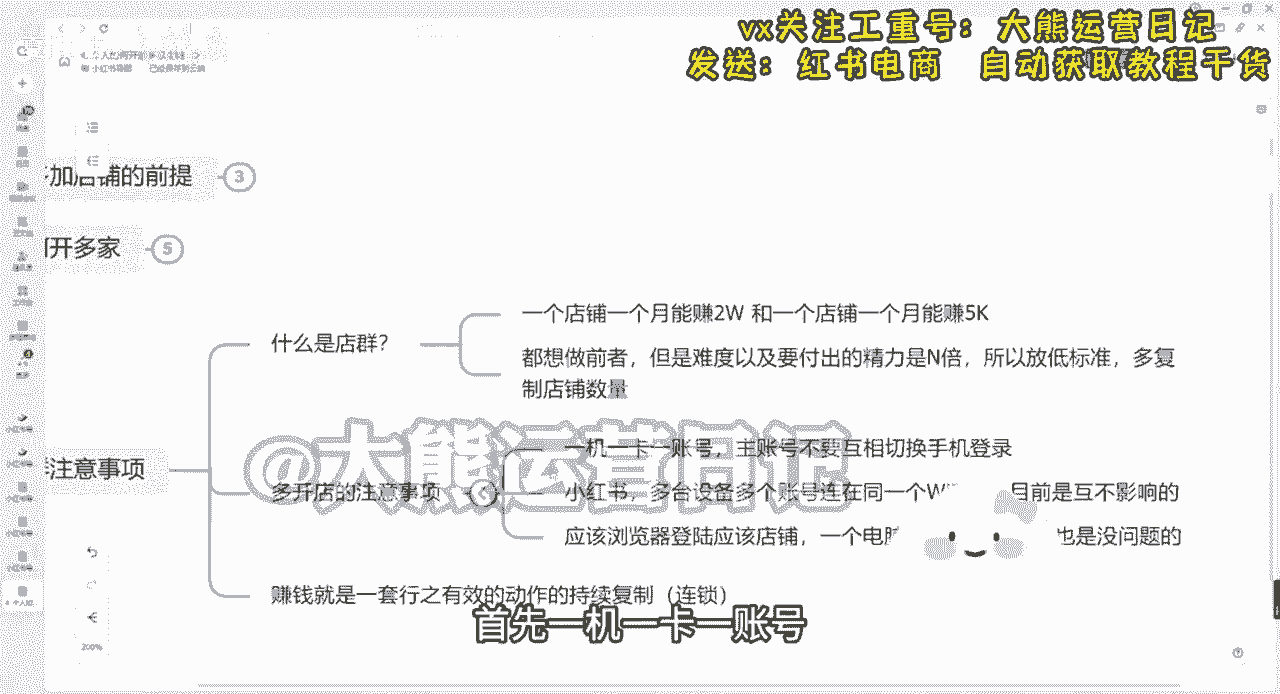 vx关注工重号：大熊运营日记
发送：红书电商 自动获取教程干货
加店铺的前提
3
开多家
5
什么是店群？
一个店铺一个月能赚2W 和一个店铺一个月能赚5K
都想做前者，但是难度以及要付出的精力是N倍，所以放低标准，多复
制店铺数量
注意事项
多开店的注意事项
一机一卡一账号，主账号不要互相切换手机登录
小红书，多台设备多个账号连在同一个W
目前是互不影响的
应该浏览器登陆应该店铺，一个电
也是没问题的
@大熊运营日记
赚钱就是一套行之有效的动作的持续复制（连锁）
首先一机一卡一账号
200%